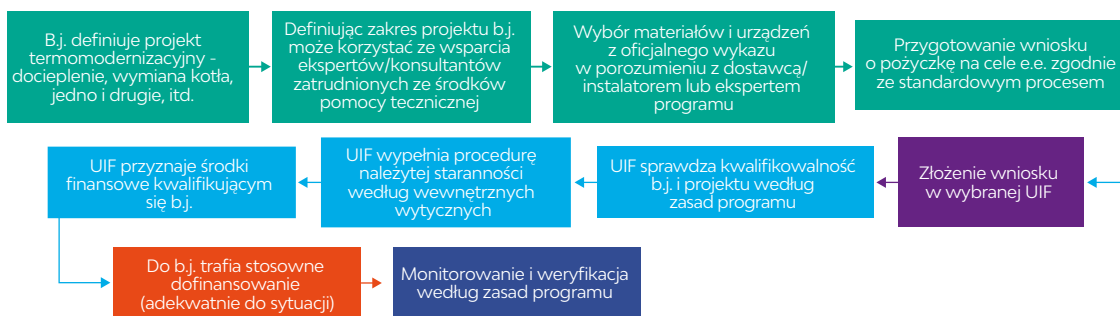 B.j. definiuje projekt
termomodernizacyjny -
docieplenie, wymiana kotła,
jedno i drugie, itd.
Definiując zakres projektu b.j.
może korzystać ze wsparcia
ekspertów/konsultantów
zatrudnionych ze środków
pomocy tecznicznej
Wybór materiałów i urządzeń
z oficjalnego wykazu
w porozumieniu z dostawcą/
instalatorem lub ekspertem
programu
Przygotowanie wniosku
o pożyczkę na cele e.e. zgodnie
ze standardowym procesem
Złożenie wniosku
w wybranej UIF
UIF sprawdza kwalifikowalność
b.j. i projektu według
zasad programu
UIF wypełnia procedurę
należytej staranności
według wewnętrznych
wytycznych
UIF przyznaje środki
finansowe kwalifikującym
się b.j.
Do b.j. trafia stosowne
dofinansowanie
(adekwatnie do sytuacji)
Monitorowanie i weryfikacja
według zasad programu